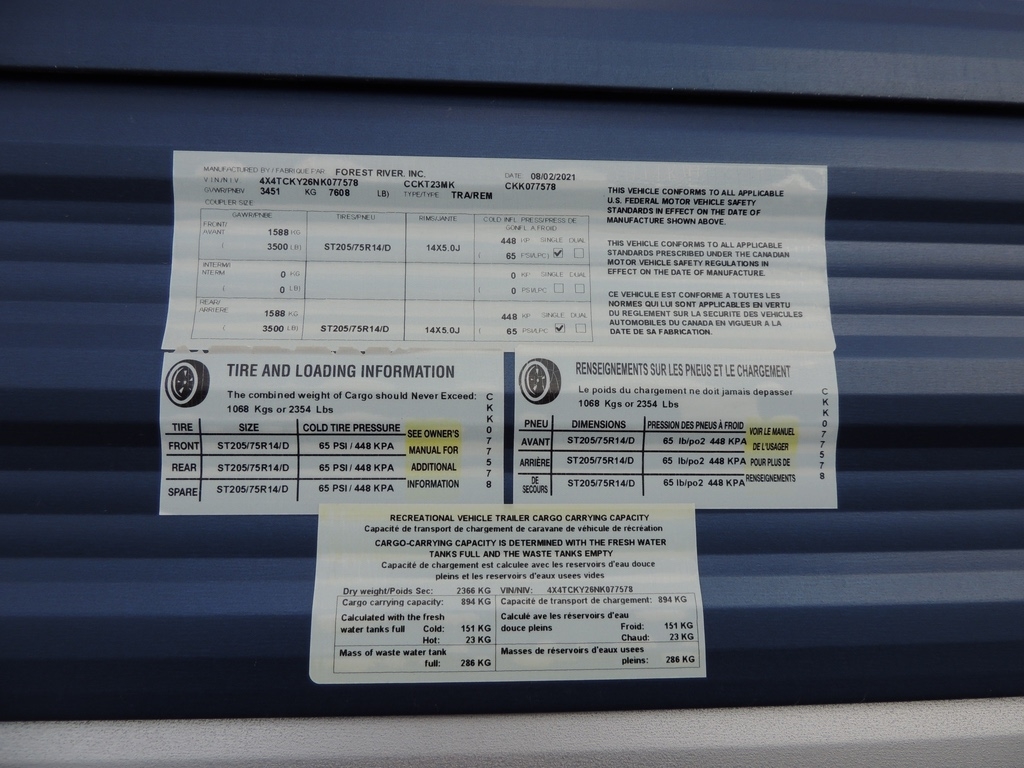 MANUFACTURED BY / FABRIQUE PAR: FOREST RIVER, INC. DATE 08/02/2021
V.I.N/N.I.V. 4X4TCKY26NK077578 CCKT23MK CKK077578
GVWR/PNBV 3451 KG 7608 LB) TYPE/TYPE TRA/REM
COUPLER SIZE
GAWR/PNBE TIRES/PNEU RIMS/JANTE COLD INFL. PRESS/PRESS DE GONFL. A FROID
FRONT/ AVANT 1588 KG 448 KP SINGLE DUAL
( 3500 LB) ST205/75R14/D 14X5.0J ( 65 PSI/LPC)
INTERM/ INTERM 0 KG 0 KP SINGLE DUAL
( 0 LB) ( 0 PSI/LPC
REAR/ ARRIERE 1588 KG 448 KP SINGLE DUAL
( 3500 LB) ST205/75R14/D 14X5.0J ( 65 PSI/LPC
THIS VEHICLE CONFORMS TO ALL APPLICABLE
U.S. FEDERAL MOTOR VEHICLE SAFETY
STANDARDS IN EFFECT ON THE DATE OF
MANUFACTURE SHOWN ABOVE.
THIS VEHICLE CONFORMS TO ALL APPLICABLE
STANDARDS PRESCRIBED UNDER THE CANADIAN
MOTOR VEHICLE SAFETY REGULATIONS IN
EFFECT ON THE DATE OF MANUFACTURE.
CE VEHICULE EST CONFORME A TOUTES LES
NORMES QUI LUI SONT APPLICABLES EN VERTU
DU REGLEMENT SUR LA SECURITE DES VEHICULES
AUTOMOBILES DU CANADA EN VIGUEUR A LA
DATE DE SA FABRICATION.
TIRE AND LOADING INFORMATION
The combined weight of Cargo should Never Exceed:
1068 Kgs or 2354 Lbs
TIRE SIZE COLD TIRE PRESSURE
FRONT ST205/75R14/D 65 PSI / 448 KPA
REAR ST205/75R14/D 65 PSI / 448 KPA
SPARE ST205/75R14/D 65 PSI / 448 KPA
SEE OWNER'S
MANUAL FOR
ADDITIONAL
INFORMATION
CKK077578
RENSEIGNEMENTS SUR LES PNEUS ET LE CHARGEMENT
Le poids du chargement ne doit jamais depasser
1068 Kgs or 2354 Lbs
PNEU DIMENSIONS PRESSION DES PNEUS À FROID
AVANT ST205/75R14/D 65 lb/po2 448 KPA
ARRIÈRE ST205/75R14/D 65 lb/po2 448 KPA
DE SECOURS ST205/75R14/D 65 lb/po2 448 KPA
VOIR LE MANUEL
DE L'USAGER
POUR PLUS DE
RENSEIGNEMENTS
CKK077578
RECREATIONAL VEHICLE TRAILER CARGO CARRYING CAPACITY
Capacité de transport de chargement de caravane de véhicule de récréation
CARGO-CARRYING CAPACITY IS DETERMINED WITH THE FRESH WATER
TANKS FULL AND THE WASTE TANKS EMPTY
Capacité de chargement est calculee avec les reservoirs d'eau douce
pleins et les reservoirs d'eaux usees vides
Dry weight/Poids Sec: 2366 KG VIN/NIV: 4X4TCKY26NK077578
Cargo carrying capacity: 894 KG Capacité de transport de chargement: 894 KG
Calculated with the fresh Calculé ave les réservoirs d'eau
water tanks full Cold: 151 KG douce pleins Froid: 151 KG
Hot: 23 KG Chaud: 23 KG
Mass of waste water tank Masses de réservoirs d'eaux usees
full: 286 KG pleins: 286 KG